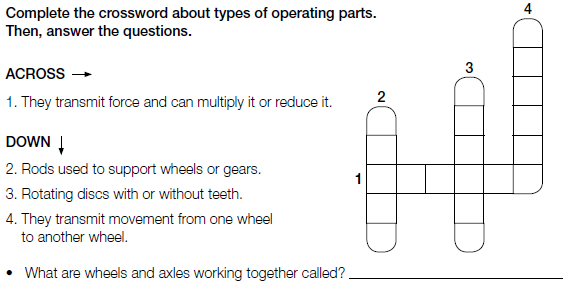 Complete the crossword about types of operating parts.
Then, answer the questions.
ACROSS →
1. They transmit force and can multiply it or reduce it.
DOWN ↓
2. Rods used to support wheels or gears.
3. Rotating discs with or without teeth.
4. They transmit movement from one wheel
to another wheel.
• What are wheels and axles working together called?
4
3
2
1